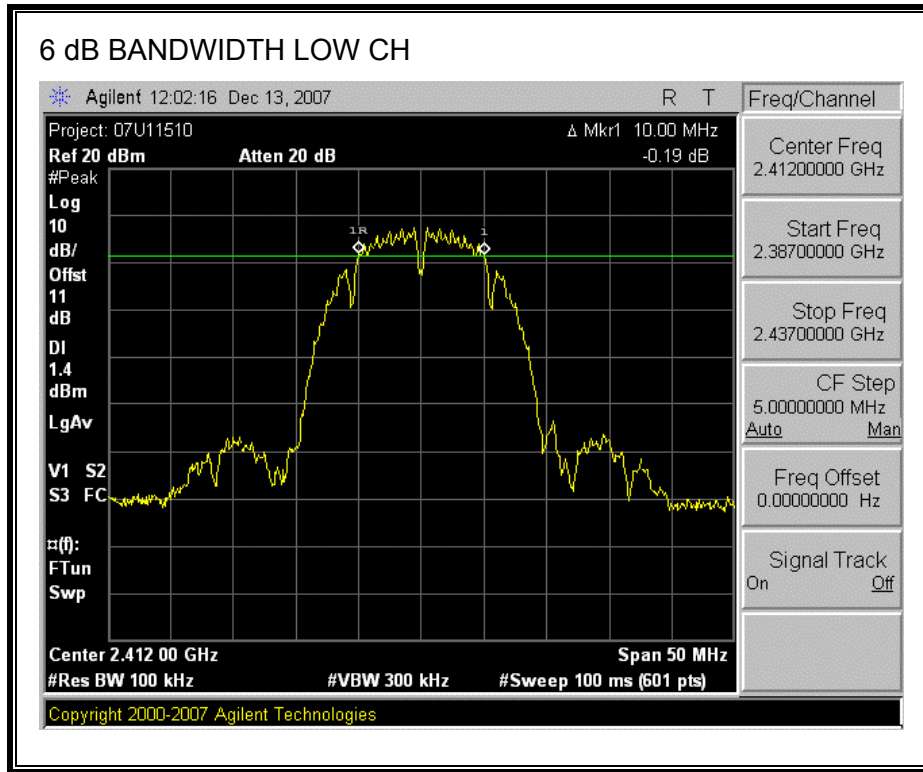 6 dB BANDWIDTH LOW CH
Agilent 12:02:16 Dec 13, 2007
R T
Freq/Channel
Project: 07U11510
Δ Mkr1 10.00 MHz
Ref 20 dBm
Atten 20 dB
-0.19 dB
#Peak
Log
10
dB/
Offst
11
dB
DI
1.4
dBm
LgAv
V1 S2
S3 FC
¤(f):
FTun
Swp
1R
1
Center 2.412 00 GHz
Span 50 MHz
#Res BW 100 kHz
#VBW 300 kHz
#Sweep 100 ms (601 pts)
Copyright 2000-2007 Agilent Technologies
Center Freq
2.41200000 GHz
Start Freq
2.38700000 GHz
Stop Freq
2.43700000 GHz
CF Step
5.00000000 MHz
Auto Man
Freq Offset
0.00000000 Hz
Signal Track
On Off